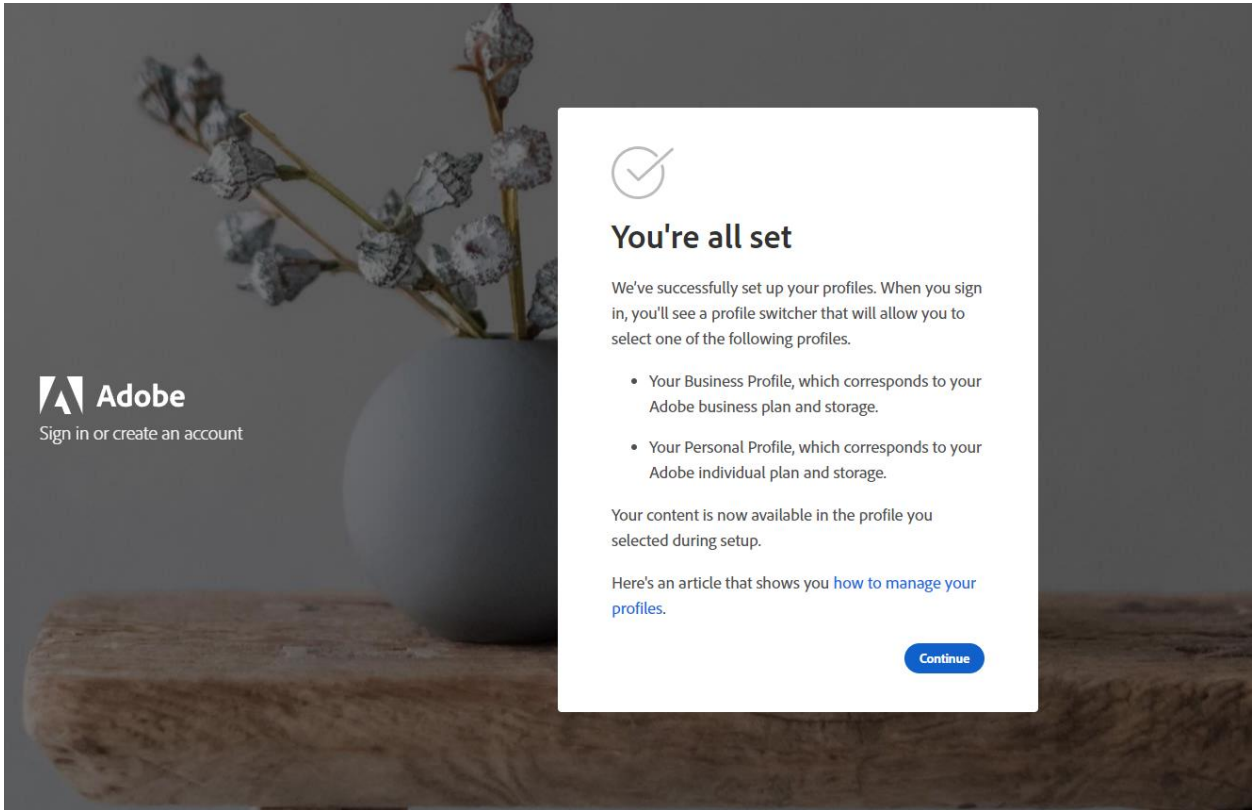 Adobe
Sign in or create an account
You're all set
We've successfully set up your profiles. When you sign
in, you'll see a profile switcher that will allow you to
select one of the following profiles.
• Your Business Profile, which corresponds to your
Adobe business plan and storage.
• Your Personal Profile, which corresponds to your
Adobe individual plan and storage.
Your content is now available in the profile you
selected during setup.
Here's an article that shows you how to manage your
profiles.
Continue